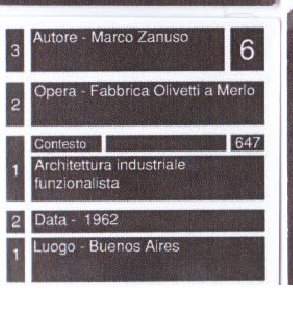 3 Autore - Marco Zanuso 6
2 Opera - Fabbrica Olivetti a Merlo
Contesto 647
1 Architettura industriale
funzionalista
2 Data - 1962
1 Luogo - Buenos Aires